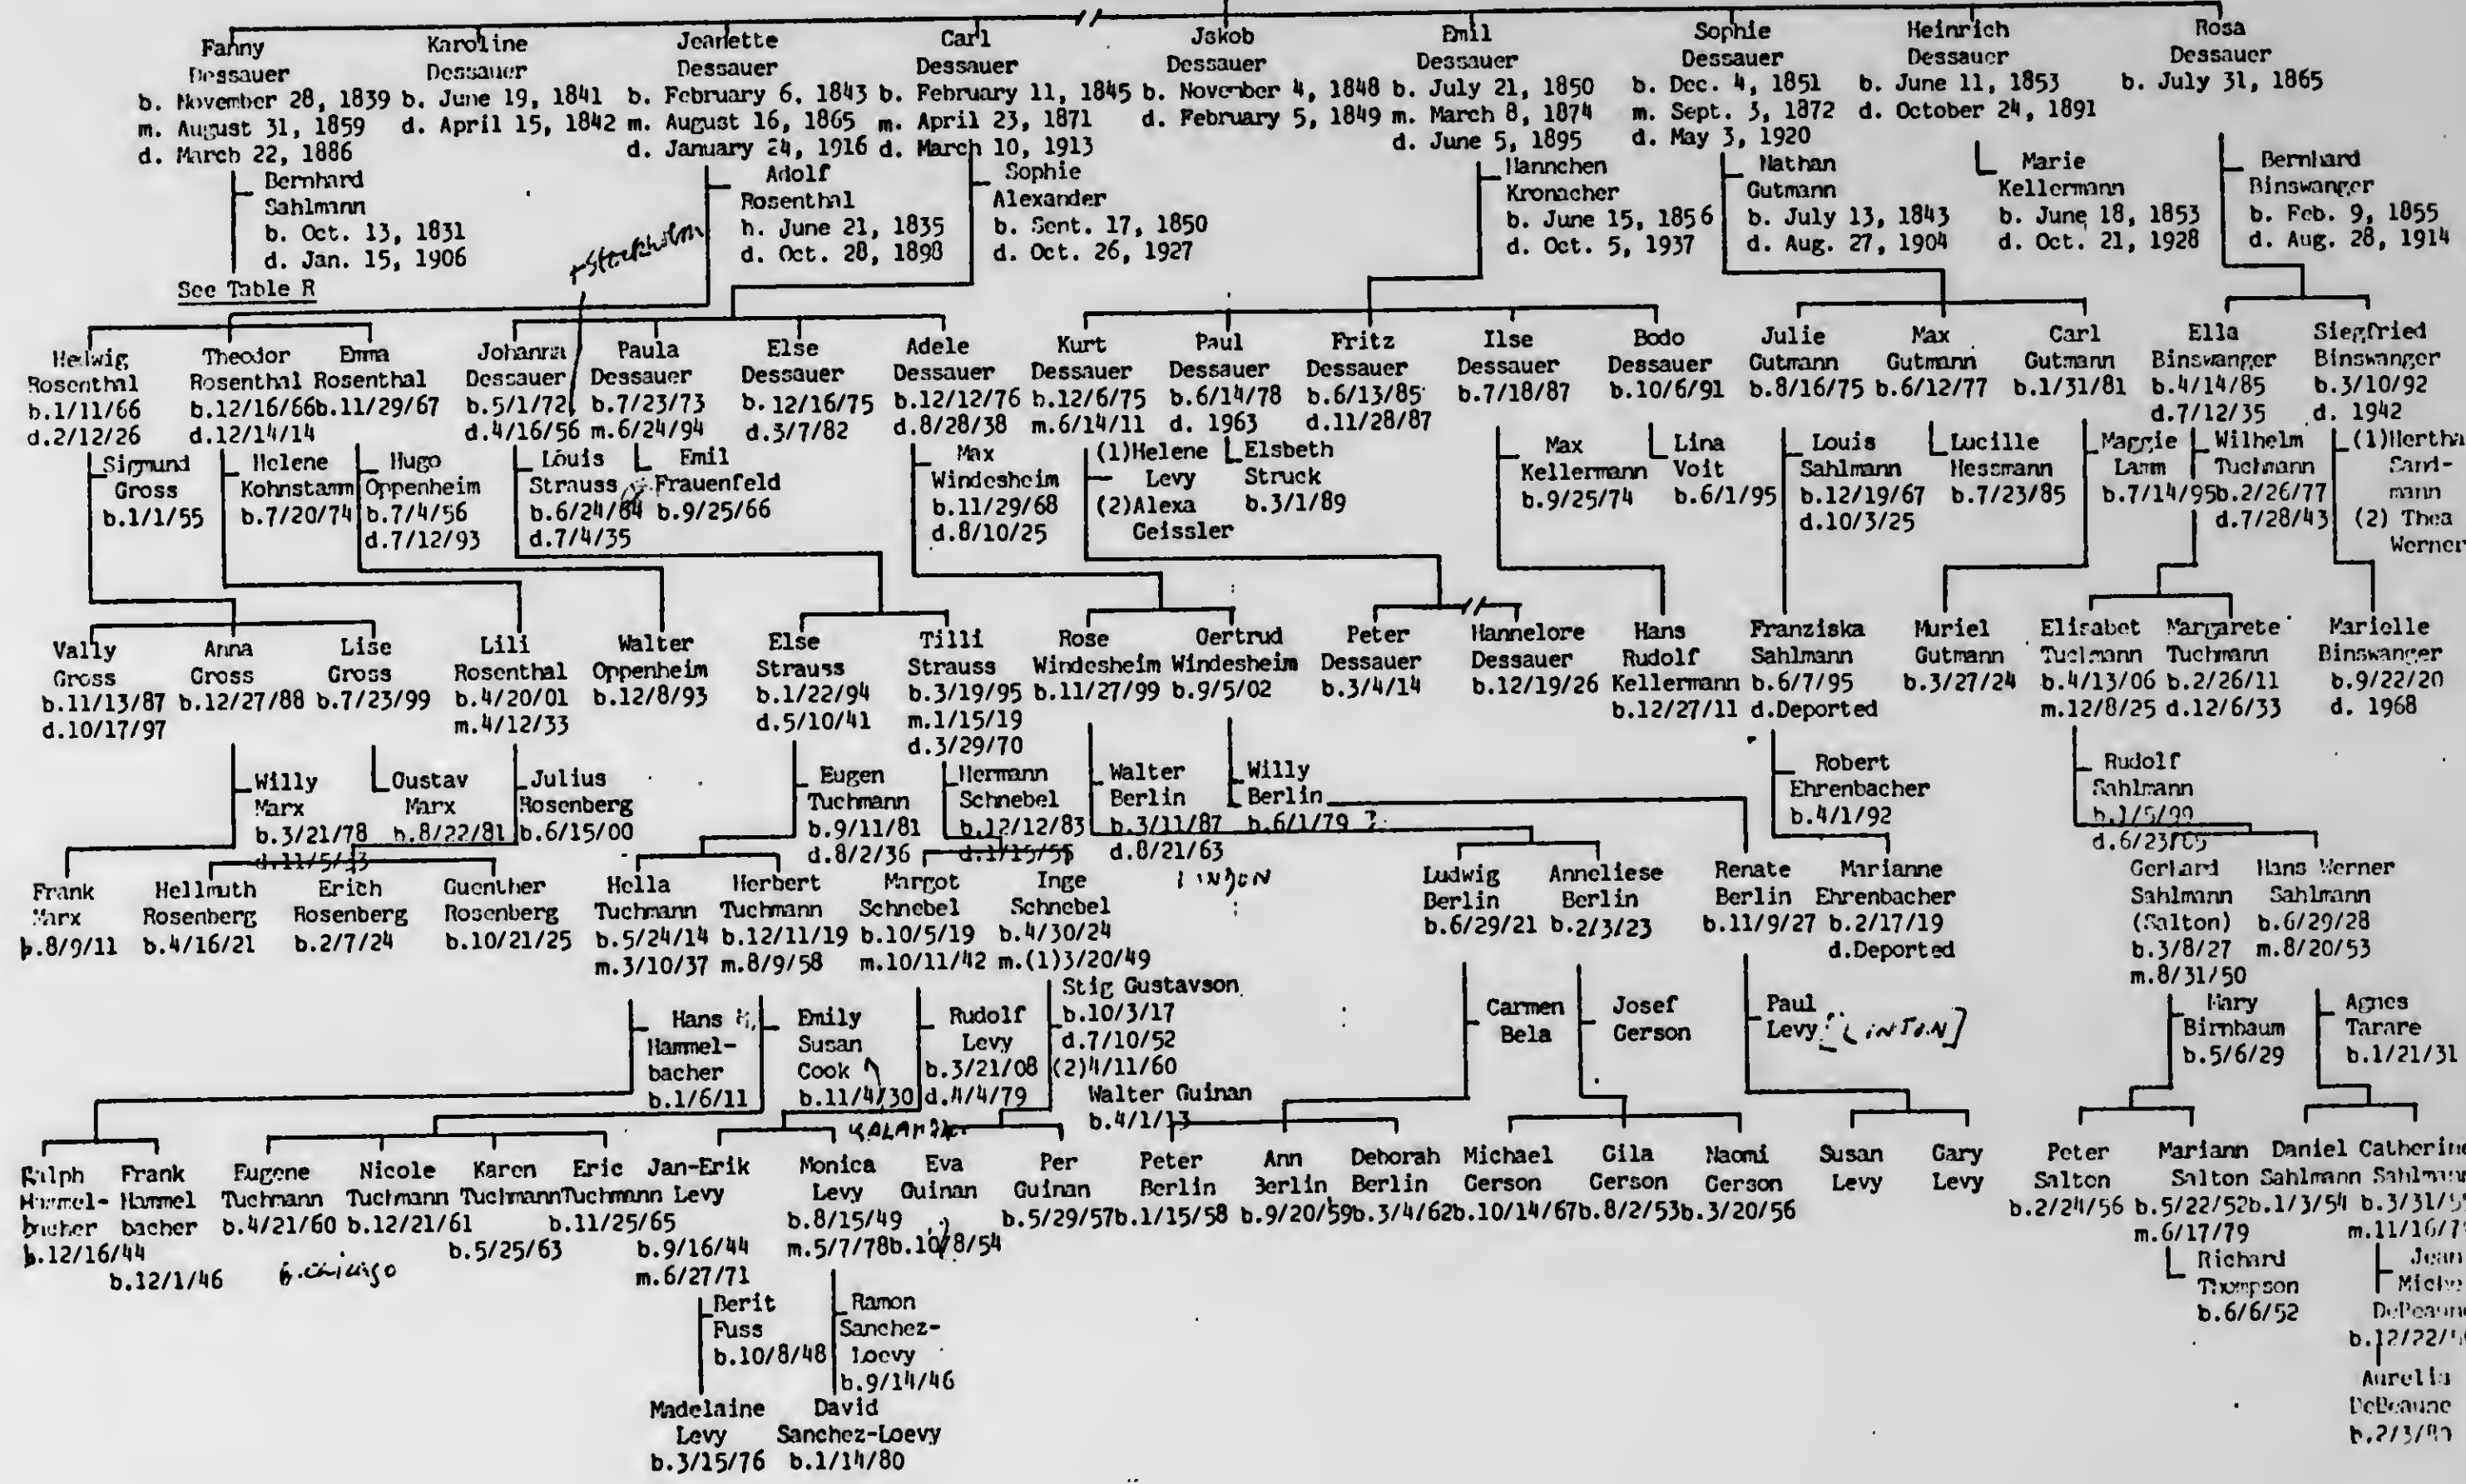 Fanny
Dessauer
b. November 28, 1839
m. August 31, 1859
d. March 22, 1886
Bernhard
Sahlmann
b. Oct. 13, 1831
d. Jan. 15, 1906
See Table R
Karoline
Dessauer
b. June 19, 1841
d. April 15, 1842
Jeanette
Dessauer
b. February 6, 1843
m. August 16, 1865
d. January 24, 1916
Adolf
Rosenthal
h. June 21, 1835
d. Oct. 28, 1898
Carl
Dessauer
b. February 11, 1845
m. April 23, 1871
d. March 10, 1913
Sophie
Alexander
b. Sent. 17, 1850
d. Oct. 26, 1927
Jakob
Dessauer
b. November 4, 1848
d. February 5, 1849
Emil
Dessauer
b. July 21, 1850
m. March 8, 1874
d. June 5, 1895
Hannchen
Kronacher
b. June 15, 1856
d. Oct. 5, 1937
Sophie
Dessauer
b. Dec. 4, 1851
m. Sept. 3, 1872
d. May 3, 1920
Nathan
Gutmann
b. July 13, 1843
d. Aug. 27, 1904
Heinrich
Dessauer
b. June 11, 1853
d. October 24, 1891
Marie
Kellermann
b. June 18, 1853
d. Oct. 21, 1928
Rosa
Dessauer
b. July 31, 1865
Bernhard
Binswanger
b. Feb. 9, 1855
d. Aug. 28, 1914
Stockholm
Hedwig
Rosenthal
b.1/11/66
d.2/12/26
Sigmund
Gross
b.1/1/55
Theodor
Rosenthal
b.12/16/66
d.12/14/14
Helene
Kohnstamm
b.7/20/74
Emma
Rosenthal
b.11/29/67
Hugo
Oppenheim
b.7/4/56
d.7/12/93
Johanna
Dessauer
b.5/1/72
d.4/16/56
Louis
Strauss
b.6/24/64
d.7/4/35
Paula
Dessauer
b.7/23/73
m.6/24/94
Emil
Frauenfeld
b.9/25/66
Else
Dessauer
b.12/16/75
d.3/7/82
Adele
Dessauer
b.12/12/76
d.8/28/38
Max
Windesheim
b.11/29/68
d.8/10/25
Kurt
Dessauer
b.12/6/75
m.6/14/11
(1)Helene
Levy
(2)Alexa
Geissler
Paul
Dessauer
b.6/14/78
d. 1963
Elsbeth
Struck
b.3/1/89
Fritz
Dessauer
b.6/13/85
d.11/28/87
Ilse
Dessauer
b.7/18/87
Max
Kellermann
b.9/25/74
Bodo
Dessauer
b.10/6/91
Lina
Voit
b.6/1/95
Julie
Gutmann
b.8/16/75
Louis
Sahlmann
b.12/19/67
d.10/3/25
Max
Gutmann
b.6/12/77
Lucille
Hessmann
b.7/23/85
Carl
Gutmann
b.1/31/81
Maggie
Lamm
b.7/14/95
Ella
Binswanger
b.4/14/85
d.7/12/35
Wilhelm
Tuchmann
b.2/26/77
d.7/28/43
Siegfried
Binswanger
b.3/10/92
d. 1942
(1)Hertha
Sand-
mann
(2) Thea
Werner
Vally
Gross
b.11/13/87
d.10/17/97
Anna
Gross
b.12/27/88
Willy
Marx
b.3/21/78
Lise
Gross
b.7/23/99
Gustav
Marx
b.8/22/81
Lili
Rosenthal
b.4/20/01
m.4/12/33
Julius
Rosenberg
b.6/15/00
Walter
Oppenheim
b.12/8/93
Else
Strauss
b.1/22/94
d.5/10/41
Eugen
Tuchmann
b.9/11/81
d.8/2/36
Tilli
Strauss
b.3/19/95
m.1/15/19
d.3/29/70
Hermann
Schnebel
b.12/12/83
Rose
Windesheim
b.11/27/99
Walter
Berlin
b.3/11/87
d.8/21/63
Gertrud
Windesheim
b.9/5/02
Willy
Berlin
b.6/1/79 ?
Peter
Dessauer
b.3/4/14
Hannelore
Dessauer
b.12/19/26
Hans
Rudolf
Kellermann
b.12/27/11
Franziska
Sahlmann
b.6/7/95
d.Deported
Robert
Ehrenbacher
b.4/1/92
Muriel
Gutmann
b.3/27/24
Elisabet
Tuchmann
b.4/13/06
m.12/8/25
Rudolf
Sahlmann
Margarete
Tuchmann
b.2/26/11
d.12/6/33
Marielle
Binswanger
b.9/22/20
d. 1968
Frank
Marx
b.8/9/11
Hellmuth
Rosenberg
b.4/16/21
Erich
Rosenberg
b.2/7/24
Guenther
Rosenberg
b.10/21/25
Hella
Tuchmann
b.5/24/14
m.3/10/37
Hans
Hammel-
bacher
b.1/6/11
Herbert
Tuchmann
b.12/11/19
m.8/9/58
Emily
Susan
Cook
b.11/4/30
Margot
Schnebel
b.10/5/19
m.10/11/42
Rudolf
Levy
b.3/21/08
d.4/4/79
Inge
Schnebel
b.4/30/24
m.(1)3/20/49
Stig Gustavson
b.10/3/17
d.7/10/52
(2)4/11/60
Walter Guinan
b.4/1/13
Ludwig
Berlin
b.6/29/21
Carmen
Bela
Anneliese
Berlin
b.2/3/23
Josef
Gerson
Renate
Berlin
b.11/9/27
Paul
Levy [LINTON]
Marianne
Ehrenbacher
b.2/17/19
d.Deported
Gerhard
Sahlmann
(Salton)
b.3/8/27
m.8/31/50
Mary
Birnbaum
b.5/6/29
Hans Werner
Sahlmann
b.6/29/28
m.8/20/53
Agnes
Tarare
b.1/21/31
Ralph
Hammel-
bacher
b.12/16/44
Frank
Hammel
bacher
b.12/1/46
Eugene
Tuchmann
b.4/21/60
b.chicago
Nicole
Tuchmann
b.12/21/61
Karen
Tuchmann
b.5/25/63
Eric
Tuchmann
b.11/25/65
Jan-Erik
Levy
b.9/16/44
m.6/27/71
Berit
Fuss
b.10/8/48
Monica
Levy
b.8/15/49
m.5/7/78
Ramon
Sanchez-
Loevy
b.9/14/46
Eva
Guinan
b.10/8/54
Per
Guinan
b.5/29/57
Peter
Berlin
b.1/15/58
Ann
Berlin
b.9/20/59
Deborah
Berlin
b.3/4/62
Michael
Gerson
b.10/14/67
Gila
Gerson
b.8/2/53
Naomi
Gerson
b.3/20/56
Susan
Levy
Gary
Levy
Peter
Salton
b.2/24/56
Mariann
Salton
b.5/22/52
m.6/17/79
Richard
Thompson
b.6/6/52
Daniel
Sahlmann
b.1/3/54
Catherine
Sahlmann
Jean
Madelaine
Levy
b.3/15/76
David
Sanchez-Loevy
b.1/14/80
Aurelia
DeBeaune